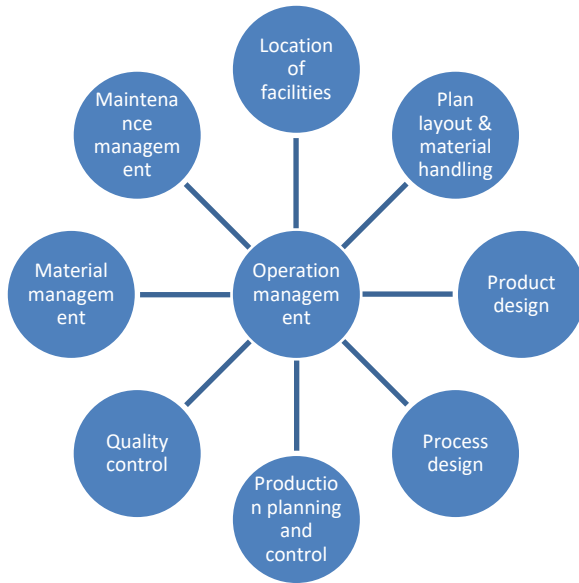 Location
of
facilities
Plan
layout &
material
handling
Product
design
Process
design
Productio
n planning
and
control
Quality
control
Material
managem
ent
Maintena
nce
managem
ent
Operation
managem
ent